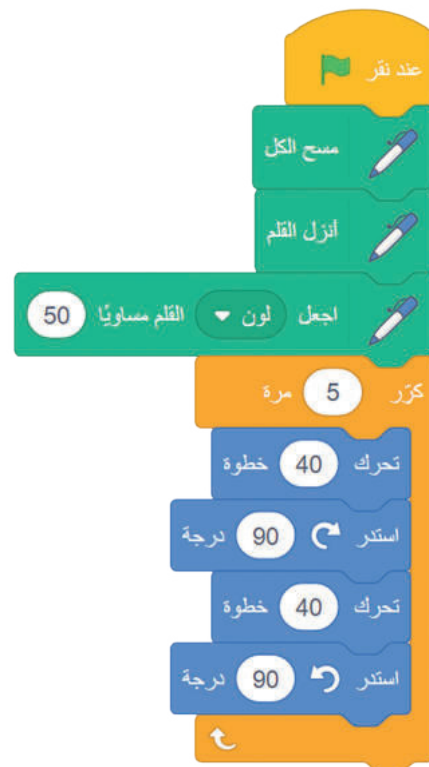 عند نقر
مسح الكل
أنزل القلم
اجعل لون القلم مساويًا 50
كرّر 5 مرة
تحرك 40 خطوة
استدر 90 درجة
تحرك 40 خطوة
استدر 90 درجة